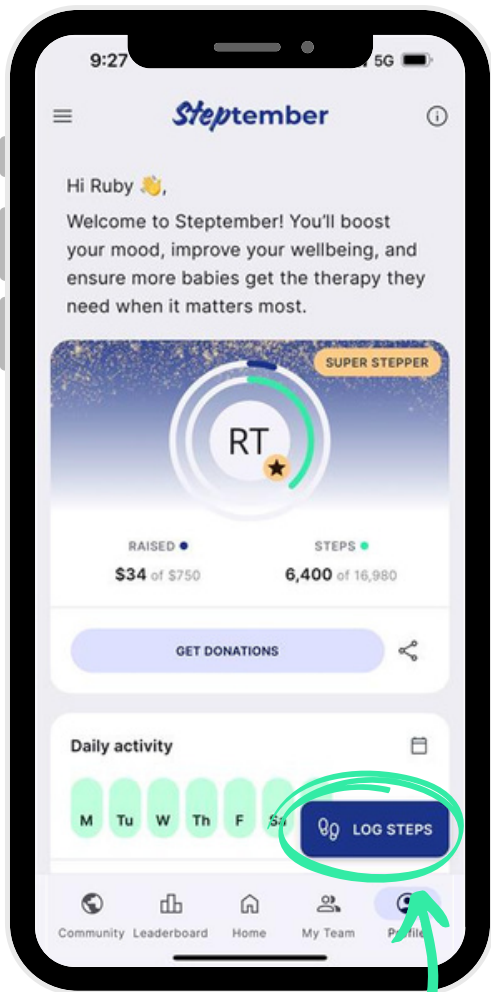 9:27
5G
Steptember
Hi Ruby 👋,
Welcome to Steptember! You'll boost
your mood, improve your wellbeing, and
ensure more babies get the therapy they
need when it matters most.
SUPER STEPPER
RT
RAISED
STEPS
$34 of $750
6,400 of 16,980
GET DONATIONS
Daily activity
M Tu W Th F Sa
LOG STEPS
Community Leaderboard Home My Team Profile